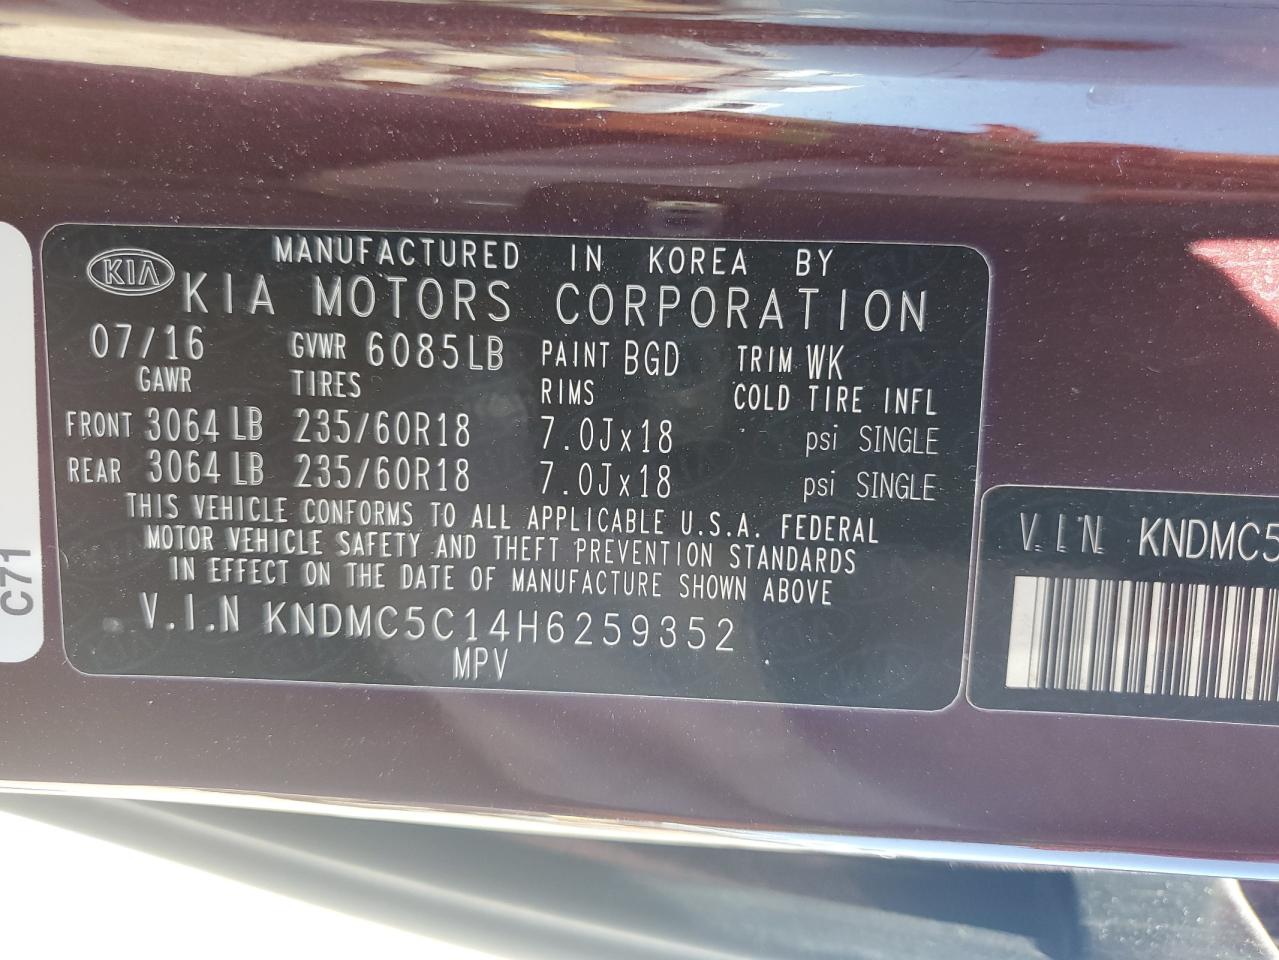 MANUFACTURED IN KOREA BY
KIA KIA MOTORS CORPORATION
07/16 GVWR 6085LB PAINT BGD TRIM WK
GAWR TIRES RIMS COLD TIRE INFL
FRONT 3064 LB 235/60R18 7.0Jx18 psi SINGLE
REAR 3064 LB 235/60R18 7.0Jx18 psi SINGLE
THIS VEHICLE CONFORMS TO ALL APPLICABLE U.S.A. FEDERAL
MOTOR VEHICLE SAFETY AND THEFT PREVENTION STANDARDS
IN EFFECT ON THE DATE OF MANUFACTURE SHOWN ABOVE
V.I.N KNDMC5C14H6259352
MPV
V.I.N KNDMC5
C71